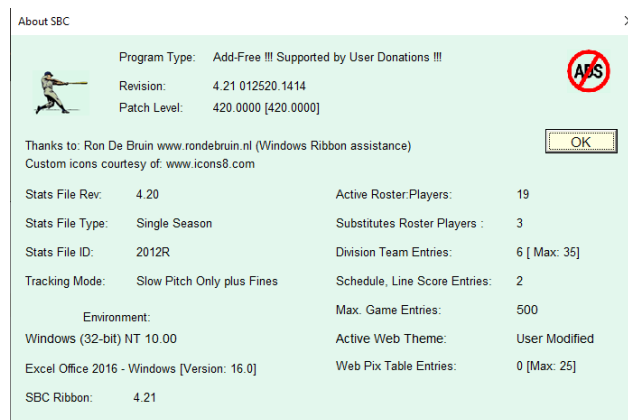 About SBC
Program Type: Add-Free !!! Supported by User Donations !!!
ADS
Revision: 4.21 012520.1414
Patch Level: 420.0000 [420.0000]
Thanks to: Ron De Bruin www.rondebruin.nl (Windows Ribbon assistance)
OK
Custom icons courtesy of: www.icons8.com
Stats File Rev: 4.20 Active Roster:Players: 19
Stats File Type: Single Season Substitutes Roster Players : 3
Stats File ID: 2012R Division Team Entries: 6 [ Max: 35]
Tracking Mode: Slow Pitch Only plus Fines Schedule, Line Score Entries: 2
Environment: Max. Game Entries: 500
Windows (32-bit) NT 10.00 Active Web Theme: User Modified
Excel Office 2016 - Windows [Version: 16.0] Web Pix Table Entries: 0 [Max: 25]
SBC Ribbon: 4.21